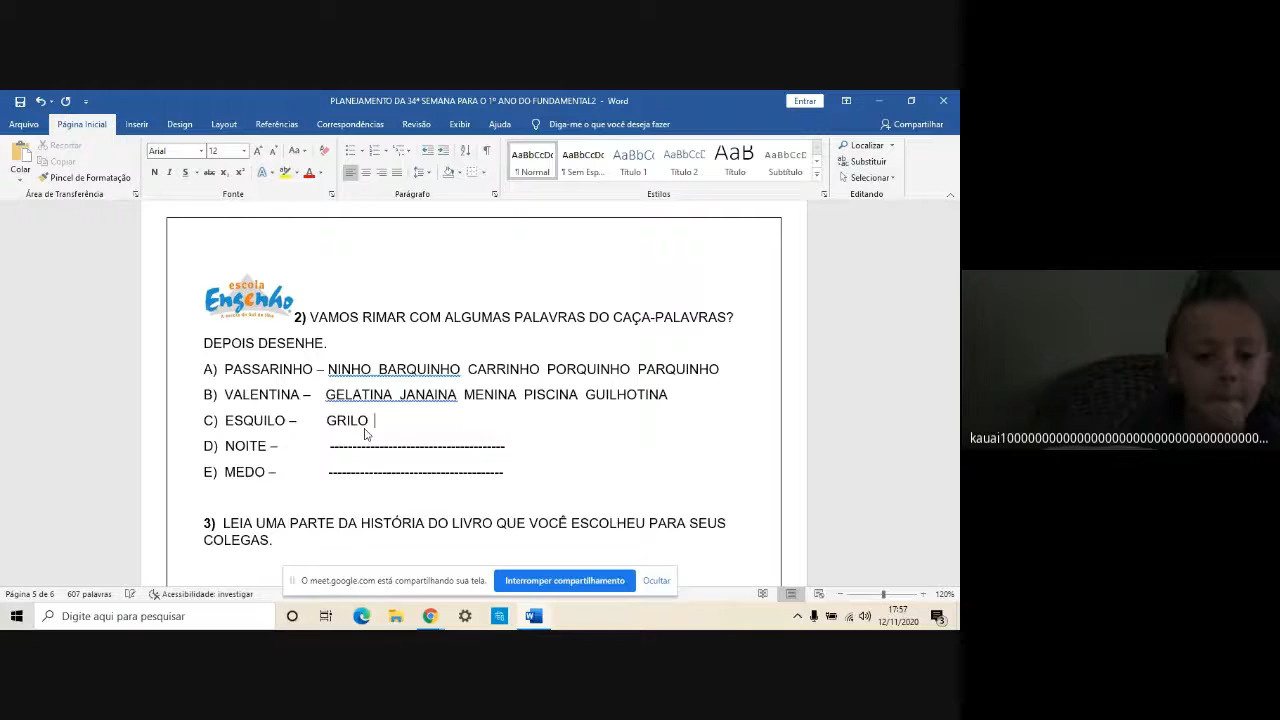 PLANEJAMENTO DA 34ª SEMANA PARA O 1º ANO DO FUNDAMENTAL2 - Word
Entrar
Arquivo Página Inicial Inserir Design Layout Referências Correspondências Revisão Exibir Ajuda Diga-me o que você deseja fazer Compartilhar
Colar
Recortar
Copiar
Pincel de Formatação
Área de Transferência
Arial 12
Fonte
Parágrafo
AaBbCcDc AaBbCcDc AaBbCc AaBbCcC AaB AaBbCcC
¶ Normal ¶ Sem Esp... Título 1 Título 2 Título Subtítulo
Estilos
Localizar
Substituir
Selecionar
Editando
escola
Engenho
2) VAMOS RIMAR COM ALGUMAS PALAVRAS DO CAÇA-PALAVRAS?
DEPOIS DESENHE.
A) PASSARINHO – NINHO BARQUINHO CARRINHO PORQUINHO PARQUINHO
B) VALENTINA – GELATINA JANAINA MENINA PISCINA GUILHOTINA
C) ESQUILO – GRILO
D) NOITE – ---------------------------------------
E) MEDO – ---------------------------------------
3) LEIA UMA PARTE DA HISTÓRIA DO LIVRO QUE VOCÊ ESCOLHEU PARA SEUS
COLEGAS.
O meet.google.com está compartilhando sua tela. Interromper compartilhamento Ocultar
Página 5 de 6 607 palavras Acessibilidade: investigar 120%
Digite aqui para pesquisar
17:57
12/11/2020
3
kauai10000000000000000000000000000000000...